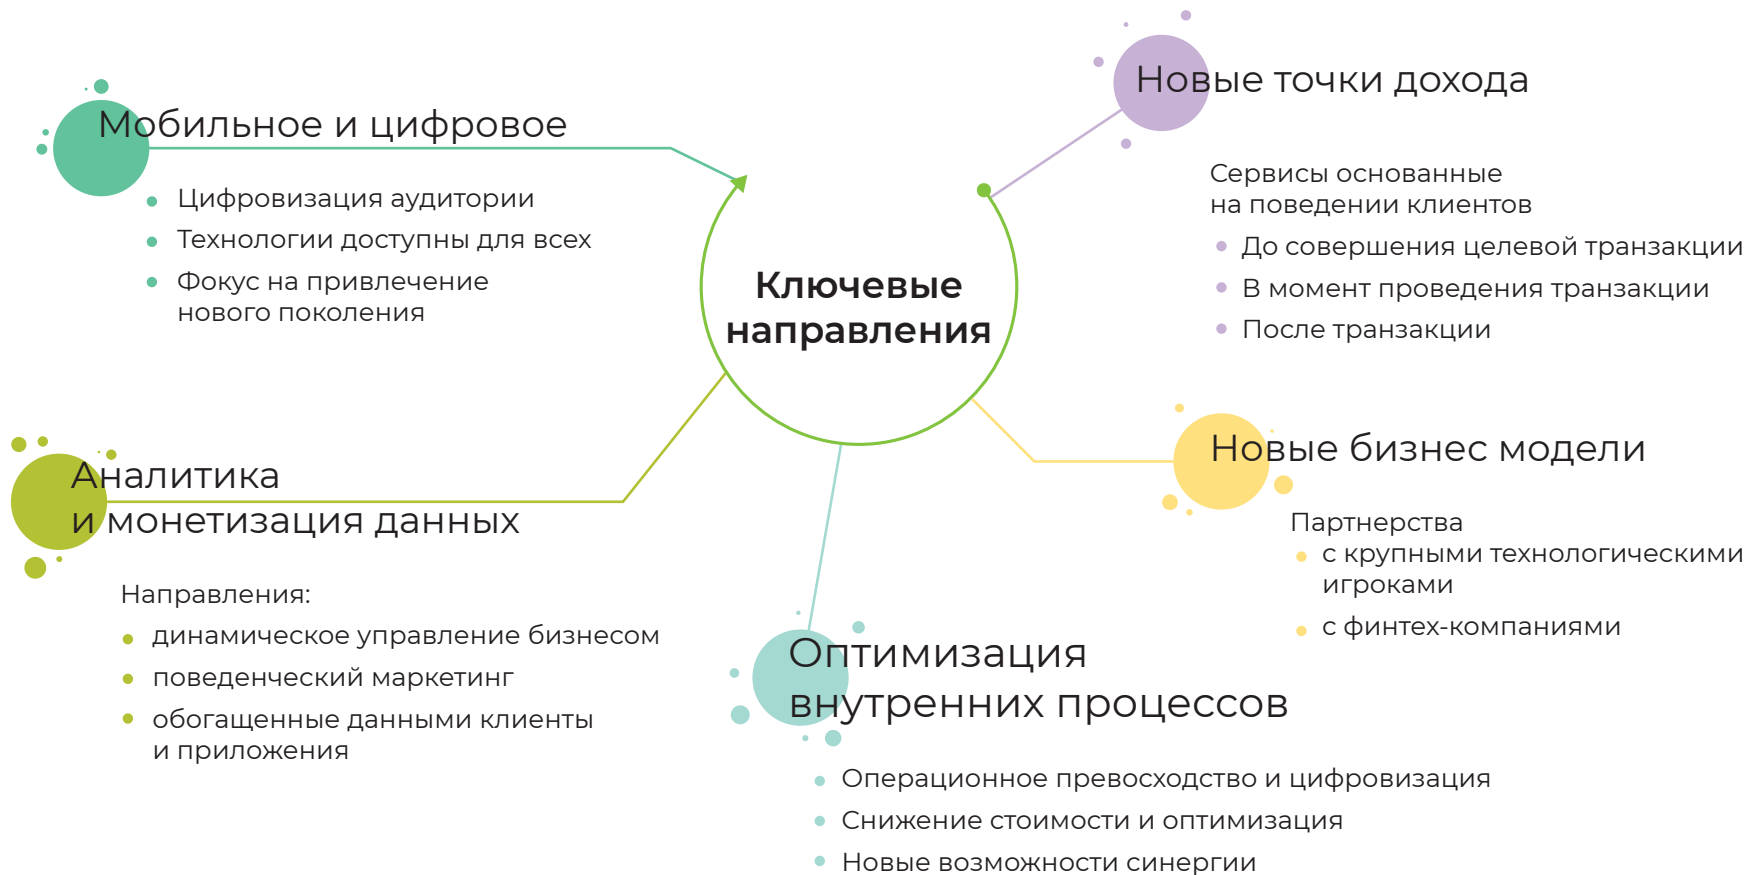 Ключевые
направления
Мобильное и цифровое
Цифровизация аудитории
Технологии доступны для всех
Фокус на привлечение
нового поколения
Аналитика
и монетизация данных
Направления:
динамическое управление бизнесом
поведенческий маркетинг
обогащенные данными клиенты
и приложения
Новые точки дохода
Сервисы основанные
на поведении клиентов
До совершения целевой транзакции
В момент проведения транзакции
После транзакции
Новые бизнес модели
Партнерства
с крупными технологическими
игроками
с финтех-компаниями
Оптимизация
внутренних процессов
Операционное превосходство и цифровизация
Снижение стоимости и оптимизация
Новые возможности синергии